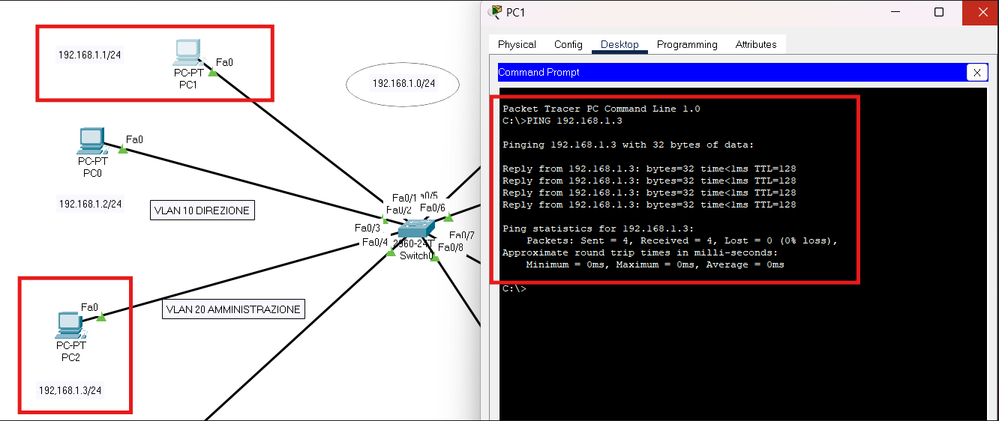 192.168.1.1/24
Fa0
PC-PT
PC1
192.168.1.0/24
Fa0
PC-PT
PC0
192.168.1.2/24
VLAN 10 DIREZIONE
Fa0/1
Fa0/2
Fa0/6
Fa0/3
Fa0/4
Fa0/7
Fa0/8
2960-24T
Switch0
Fa0
VLAN 20 AMMINISTRAZIONE
PC-PT
PC2
192,168.1.3/24
PC1
Physical
Config
Desktop
Programming
Attributes
Command Prompt
X
Packet Tracer PC Command Line 1.0
C:\>PING 192.168.1.3
Pinging 192.168.1.3 with 32 bytes of data:
Reply from 192.168.1.3: bytes=32 time<1ms TTL=128
Reply from 192.168.1.3: bytes=32 time<1ms TTL=128
Reply from 192.168.1.3: bytes=32 time<1ms TTL=128
Reply from 192.168.1.3: bytes=32 time<1ms TTL=128
Ping statistics for 192.168.1.3:
Packets: Sent = 4, Received = 4, Lost = 0 (0% loss),
Approximate round trip times in milli-seconds:
Minimum = 0ms, Maximum = 0ms, Average = 0ms
C:\>